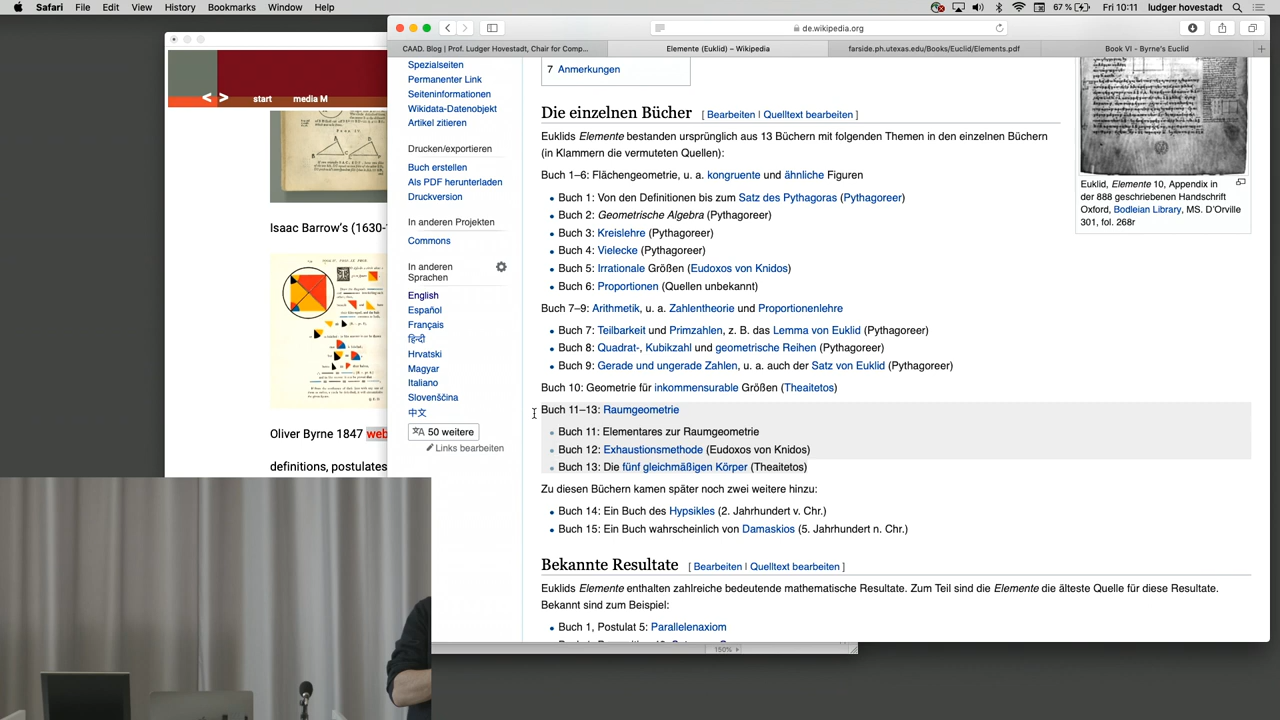 Safari File Edit View History Bookmarks Window Help
67 % Fri 10:11 ludger hovestadt
de.wikipedia.org
CAAD. Blog | Prof. Ludger Hovestadt, Chair for Comp...
Elemente (Euklid) – Wikipedia
farside.ph.utexas.edu/Books/Euclid/Elements.pdf
Book VI - Byrne's Euclid
< >
start
media M
Isaac Barrow's (1630-
Oliver Byrne 1847 web
definitions, postulates
Spezialseiten
Permanenter Link
Seiteninformationen
Wikidata-Datenobjekt
Artikel zitieren
Drucken/exportieren
Buch erstellen
Als PDF herunterladen
Druckversion
In anderen Projekten
Commons
In anderen
Sprachen
English
Español
Français
हिन्दी
Hrvatski
Magyar
Italiano
Slovenščina
中文
50 weitere
Links bearbeiten
7 Anmerkungen
Die einzelnen Bücher [ Bearbeiten | Quelltext bearbeiten ]
Euklids Elemente bestanden ursprünglich aus 13 Büchern mit folgenden Themen in den einzelnen Büchern
(in Klammern die vermuteten Quellen):
Buch 1–6: Flächengeometrie, u. a. kongruente und ähnliche Figuren
• Buch 1: Von den Definitionen bis zum Satz des Pythagoras (Pythagoreer)
• Buch 2: Geometrische Algebra (Pythagoreer)
• Buch 3: Kreislehre (Pythagoreer)
• Buch 4: Vielecke (Pythagoreer)
• Buch 5: Irrationale Größen (Eudoxos von Knidos)
• Buch 6: Proportionen (Quellen unbekannt)
Buch 7–9: Arithmetik, u. a. Zahlentheorie und Proportionenlehre
• Buch 7: Teilbarkeit und Primzahlen, z. B. das Lemma von Euklid (Pythagoreer)
• Buch 8: Quadrat-, Kubikzahl und geometrische Reihen (Pythagoreer)
• Buch 9: Gerade und ungerade Zahlen, u. a. auch der Satz von Euklid (Pythagoreer)
Buch 10: Geometrie für inkommensurable Größen (Theaitetos)
Buch 11–13: Raumgeometrie
• Buch 11: Elementares zur Raumgeometrie
• Buch 12: Exhaustionsmethode (Eudoxos von Knidos)
• Buch 13: Die fünf gleichmäßigen Körper (Theaitetos)
Zu diesen Büchern kamen später noch zwei weitere hinzu:
• Buch 14: Ein Buch des Hypsikles (2. Jahrhundert v. Chr.)
• Buch 15: Ein Buch wahrscheinlich von Damaskios (5. Jahrhundert n. Chr.)
Bekannte Resultate [ Bearbeiten | Quelltext bearbeiten ]
Euklids Elemente enthalten zahlreiche bedeutende mathematische Resultate. Zum Teil sind die Elemente die älteste Quelle für diese Resultate.
Bekannt sind zum Beispiel:
• Buch 1, Postulat 5: Parallelenaxiom
Euklid, Elemente 10, Appendix in
der 888 geschriebenen Handschrift
Oxford, Bodleian Library, MS. D'Orville
301, fol. 268r
150%